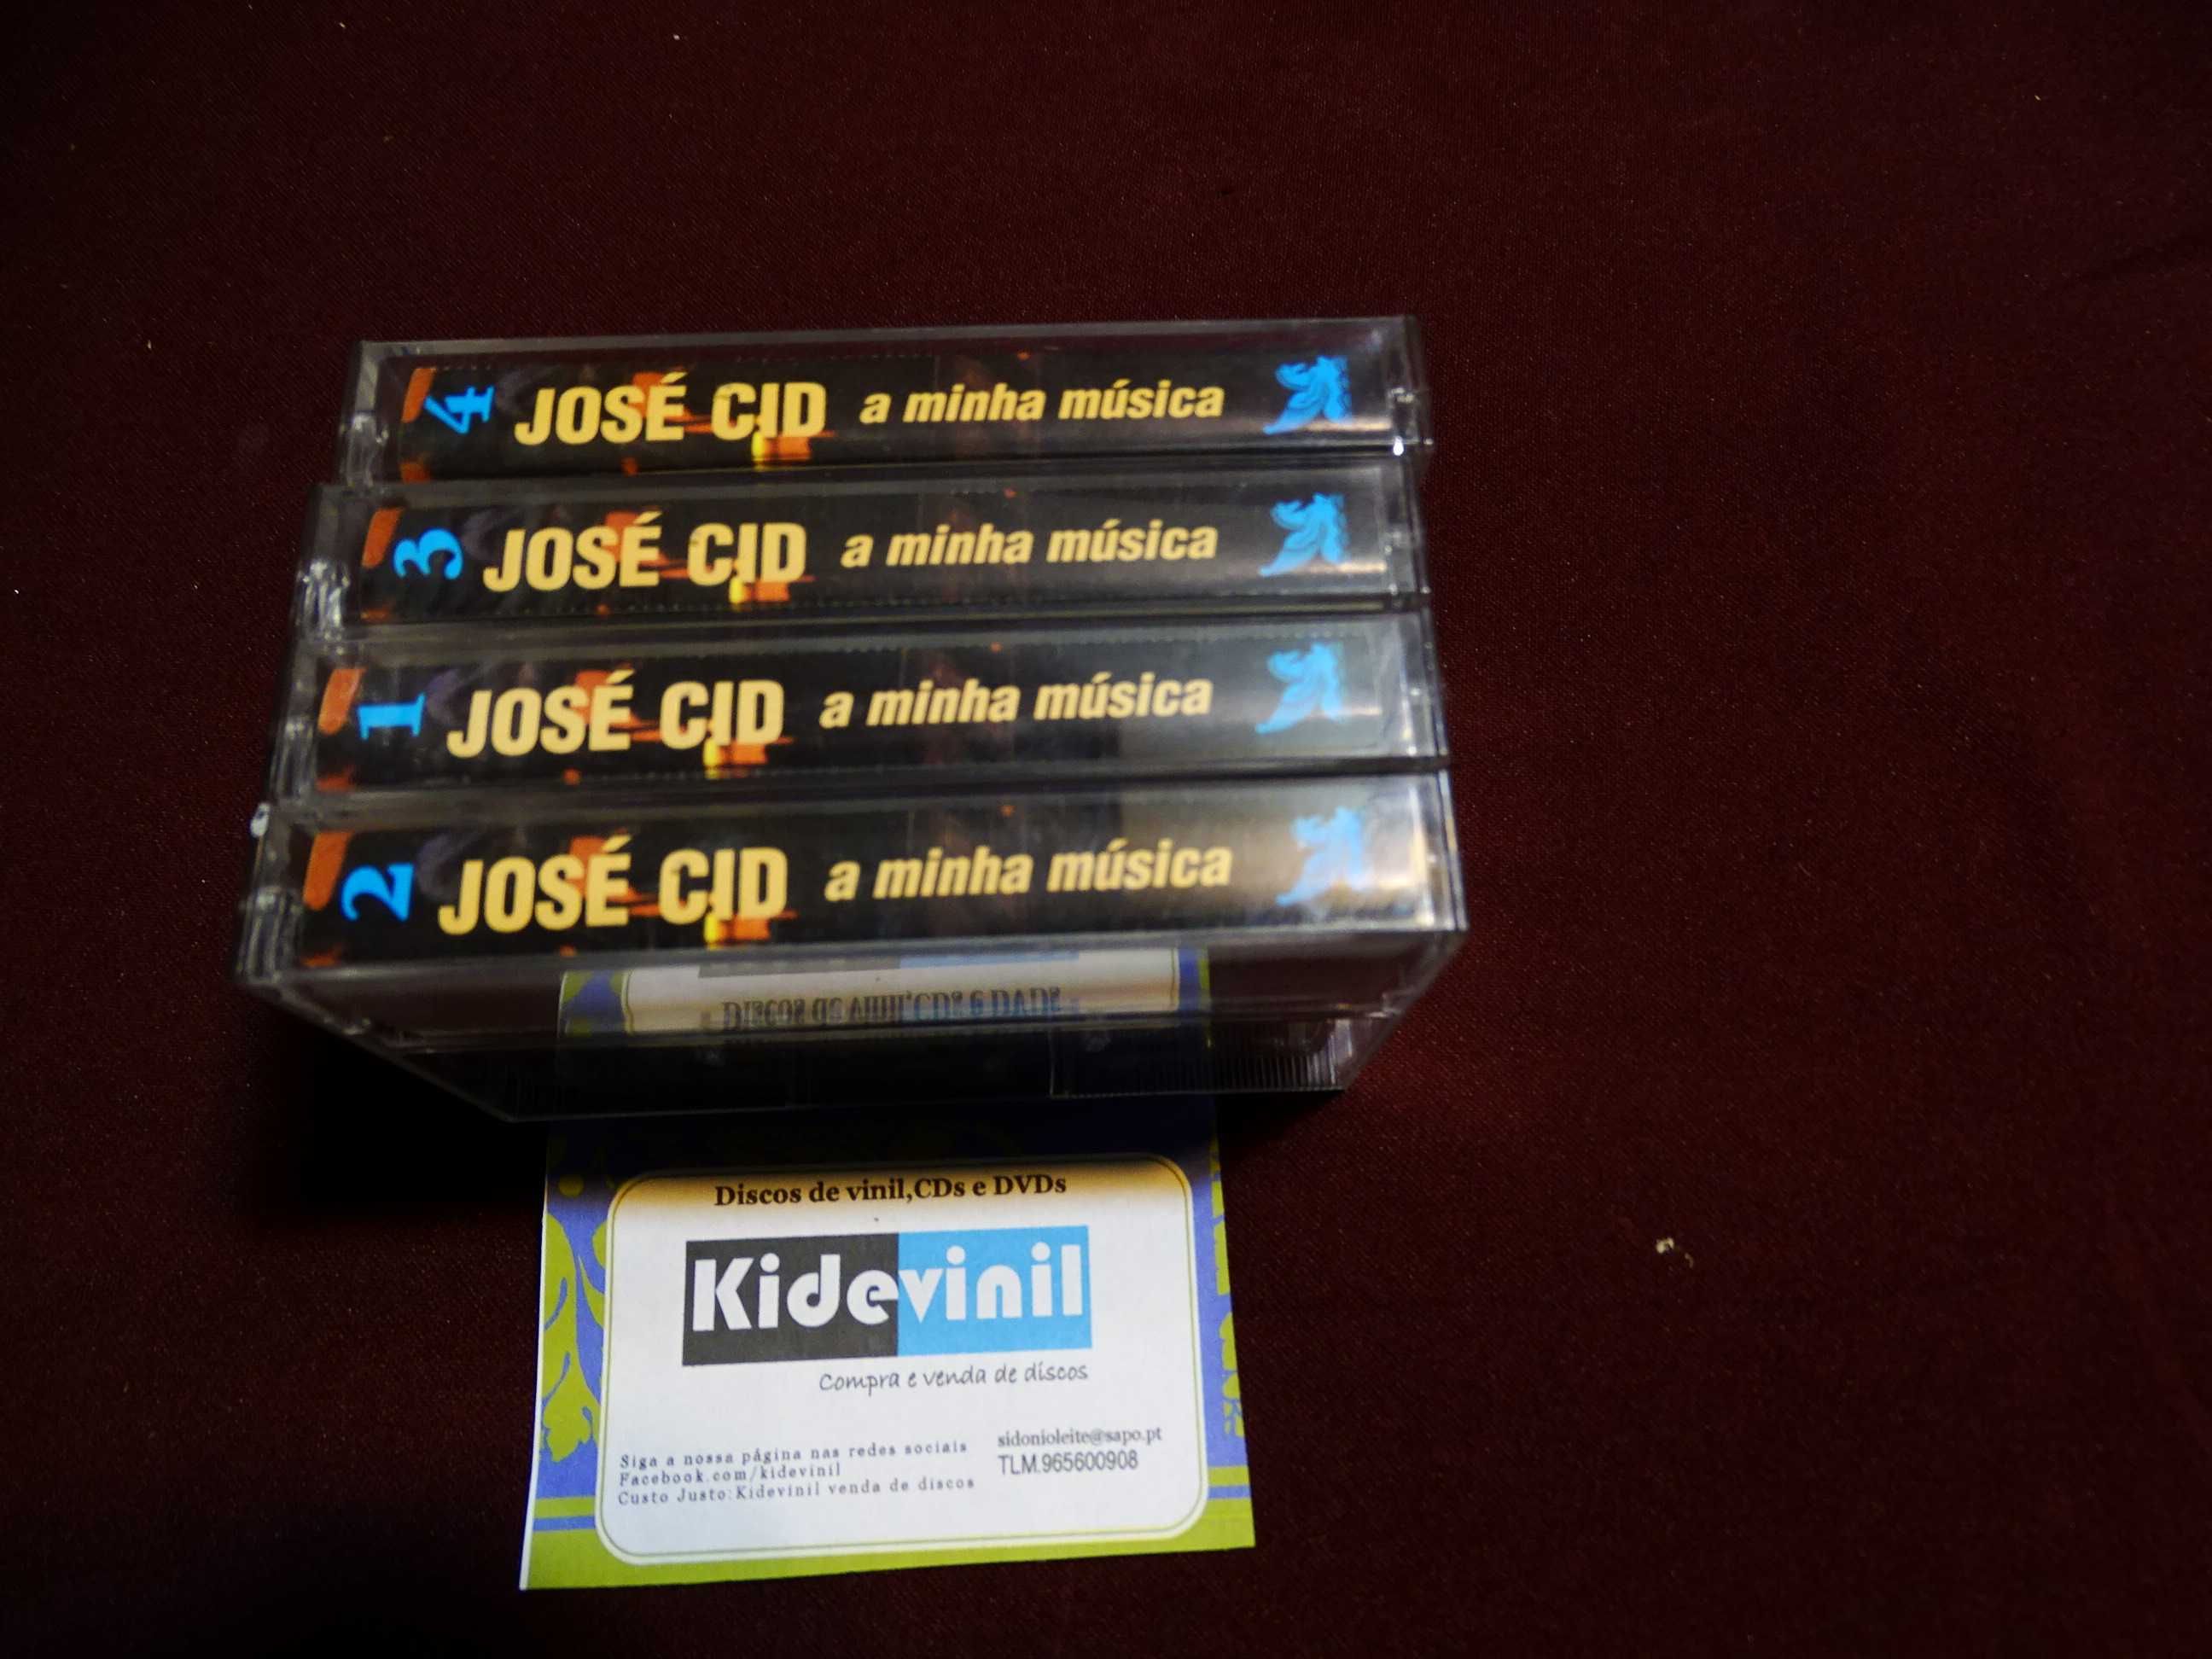 4 JOSÉ CID a minha música
3 JOSÉ CID a minha música
1 JOSÉ CID a minha música
2 JOSÉ CID a minha música
Discos de vinil,CDs e DVDs
Kidevinil
Compra e venda de discos
Siga a nossa página nas redes sociais
Facebook.com/kidevinil
Custo Justo:Kidevinil venda de discos
sidonioleite@sapo.pt
TLM.965600908